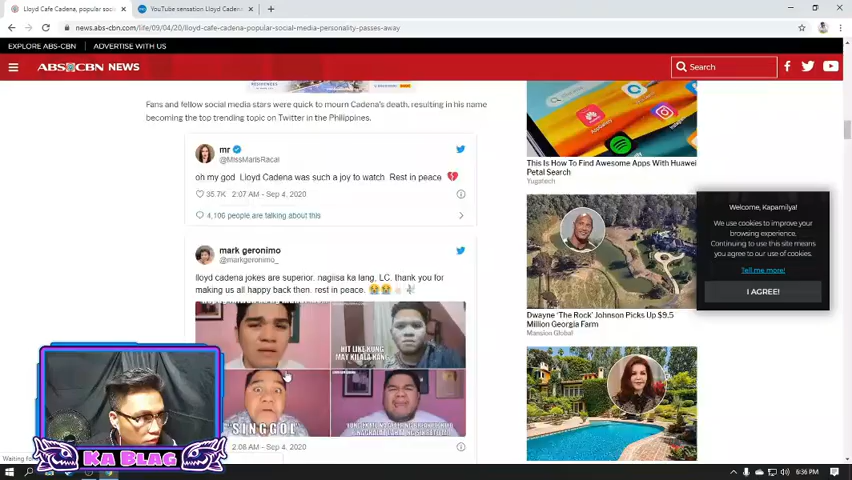 Lloyd Cafe Cadena, popular soci
YouTube sensation Lloyd Cadena
news.abs-cbn.com/life/09/04/20/lloyd-cafe-cadena-popular-social-media-personality-passes-away
EXPLORE ABS-CBN
ADVERTISE WITH US
ABS-CBN NEWS
Search
Fans and fellow social media stars were quick to mourn Cadena's death, resulting in his name
becoming the top trending topic on Twitter in the Philippines.
mr
@MissMarisRacal
oh my god Lloyd Cadena was such a joy to watch. Rest in peace 💔
35.7K 2:07 AM - Sep 4, 2020
4,106 people are talking about this
mark geronimo
@markgeronimo_
lloyd cadena jokes are superior. nagiisa ka lang, LC. thank you for
making us all happy back then. rest in peace. 😭😭
HIT LIKE KUNG
MAY KILALA KANG
"SINGGOL"
2:06 AM - Sep 4, 2020
This Is How To Find Awesome Apps With Huawei
Petal Search
Yugatech
Dwayne 'The Rock' Johnson Picks Up $9.5
Million Georgia Farm
Mansion Global
Welcome, Kapamilya!
We use cookies to improve your
browsing experience.
Continuing to use this site means
you agree to our use of cookies.
Tell me more!
I AGREE!
KA BLAG
Waiting for
6:36 PM